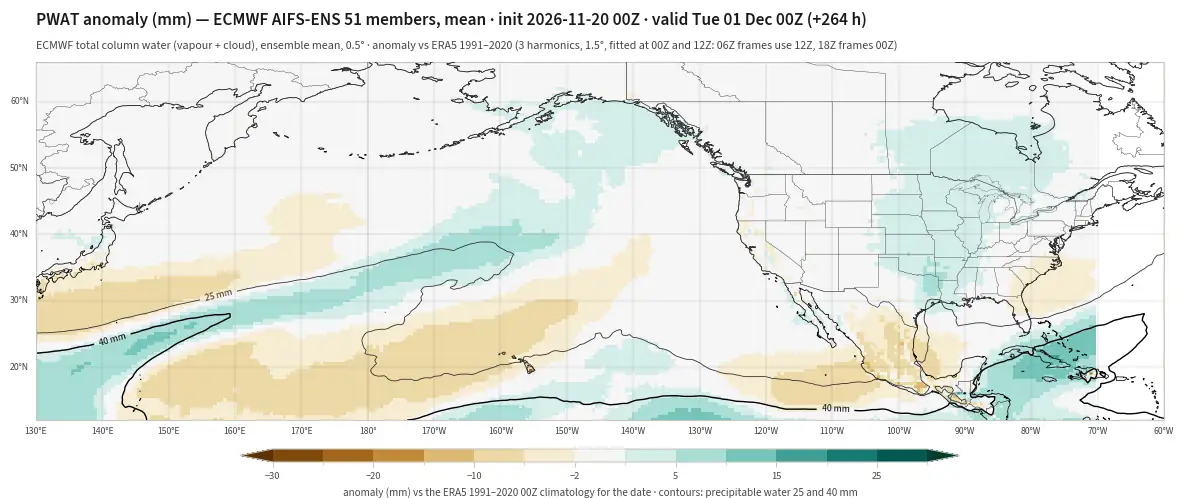 PWAT anomaly (mm) — ECMWF AIFS-ENS 51 members, mean · init 2026-11-20 00Z · valid Tue 01 Dec 00Z (+264 h)
ECMWF total column water (vapour + cloud), ensemble mean, 0.5° · anomaly vs ERA5 1991–2020 (3 harmonics, 1.5°, fitted at 00Z and 12Z: 06Z frames use 12Z, 18Z frames 00Z)
60°N
50°N
40°N
30°N
20°N
25 mm
40 mm
40 mm
130°E 140°E 150°E 160°E 170°E 180° 170°W 160°W 150°W 140°W 130°W 120°W 110°W 100°W 90°W 80°W 70°W 60°W
−30 −20 −10 −2 5 15 25
anomaly (mm) vs the ERA5 1991–2020 00Z climatology for the date · contours: precipitable water 25 and 40 mm